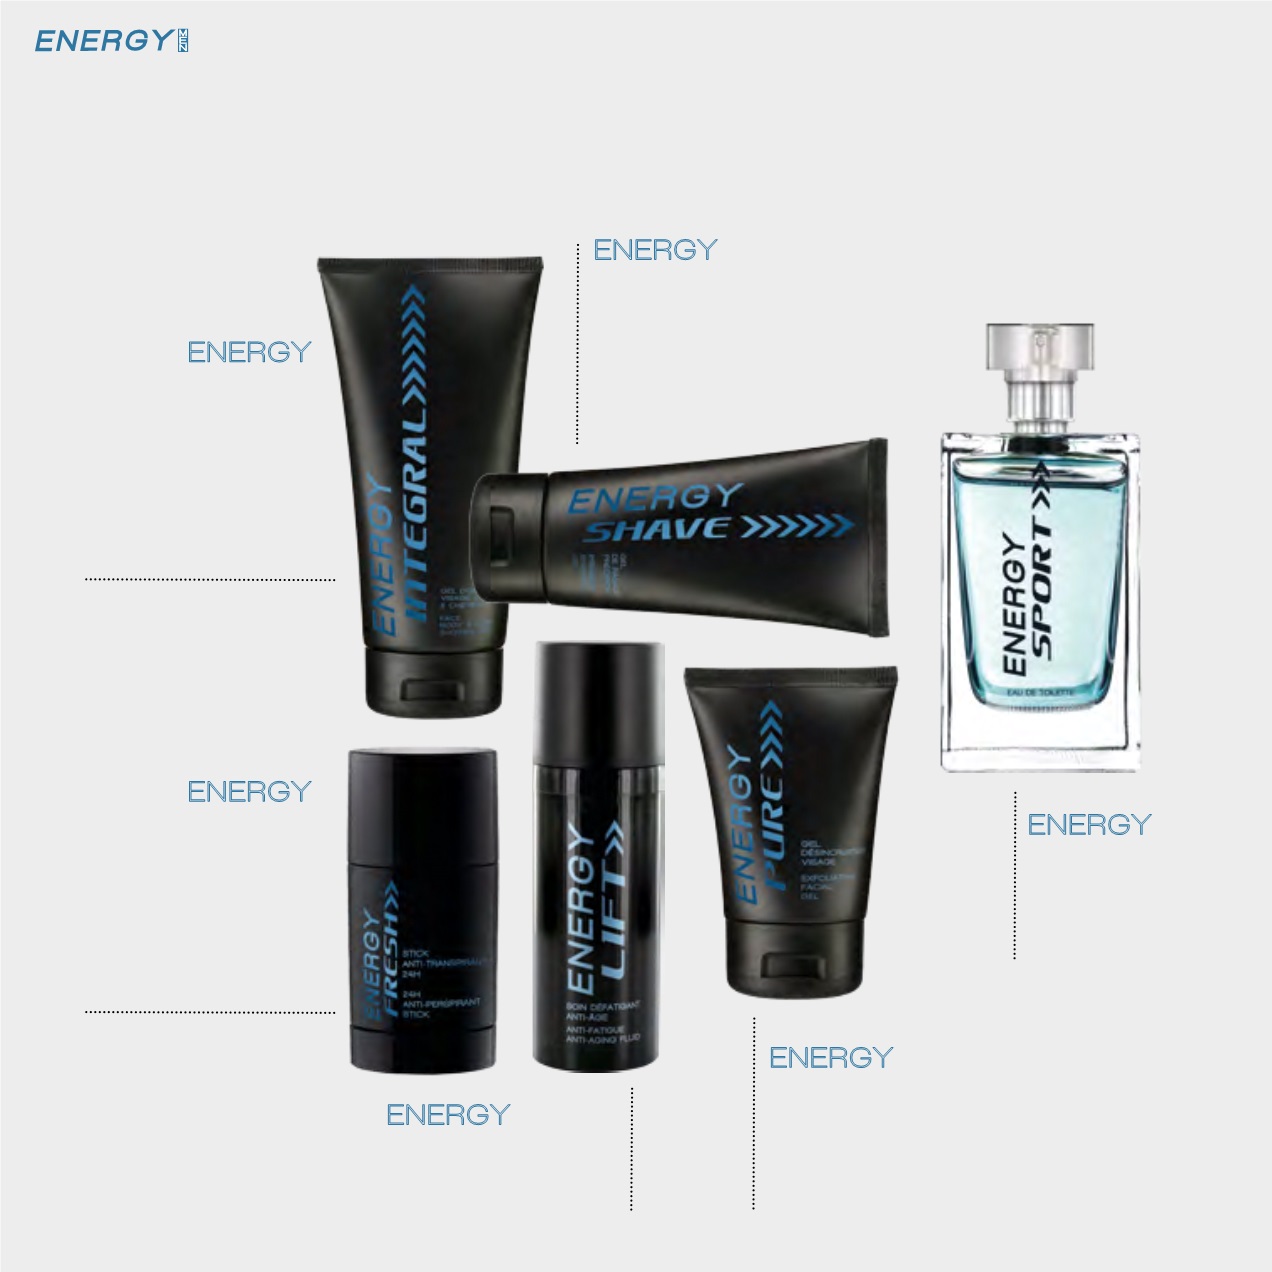 ENERGY MEN
ENERGY
ENERGY
ENERGY
INTEGRAL
ENERGY
SHAVE
ENERGY
SPORT
EAU DE TOILETTE
ENERGY
ENERGY
FRESH
STICK
ANTI-TRANSPIRANT
24H
24H
ANTI-PERSPIRANT
STICK
ENERGY
LIFT
SOIN DÉFATIGANT
ANTI-ÂGE
ANTI-FATIGUE
ANTI-AGING FLUID
ENERGY
PURE
GEL
VISAGE
FACIAL
GEL
ENERGY
ENERGY
ENERGY